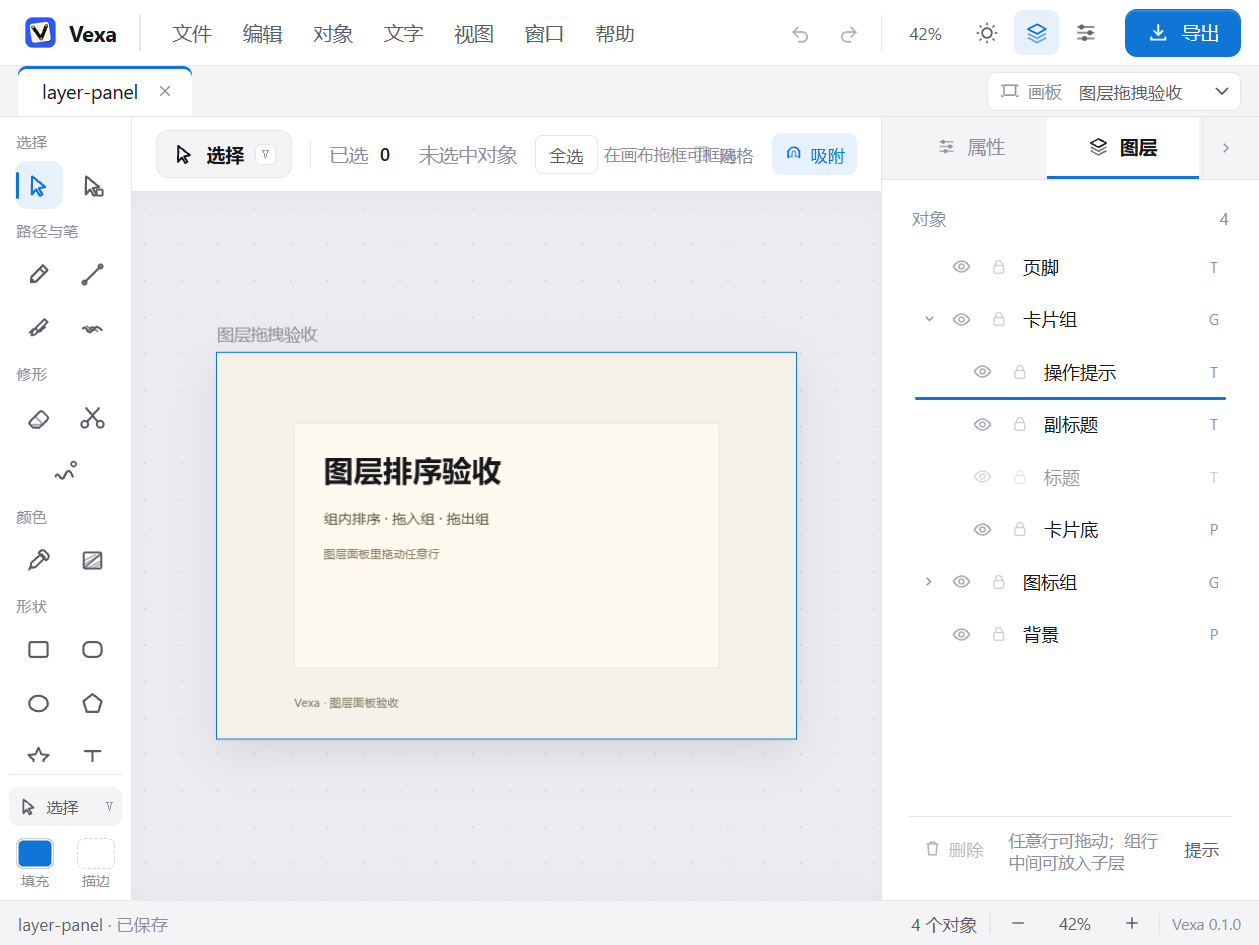 Vexa 文件 编辑 对象 文字 视图 窗口 帮助 42% 导出
layer-panel 画板 图层拖拽验收
选择
选择 V 已选 0 未选中对象 全选 在画布拖框可框选 网格 吸附
属性 图层
路径与笔
修形
颜色
形状
选择 V
填充 描边
图层拖拽验收
图层排序验收
组内排序 · 拖入组 · 拖出组
图层面板里拖动任意行
Vexa · 图层面板验收
对象 4
页脚 T
卡片组 G
操作提示 T
副标题 T
标题 T
卡片底 P
图标组 G
背景 P
删除 任意行可拖动；组行
中间可放入子层
提示
layer-panel · 已保存 4 个对象 42% Vexa 0.1.0